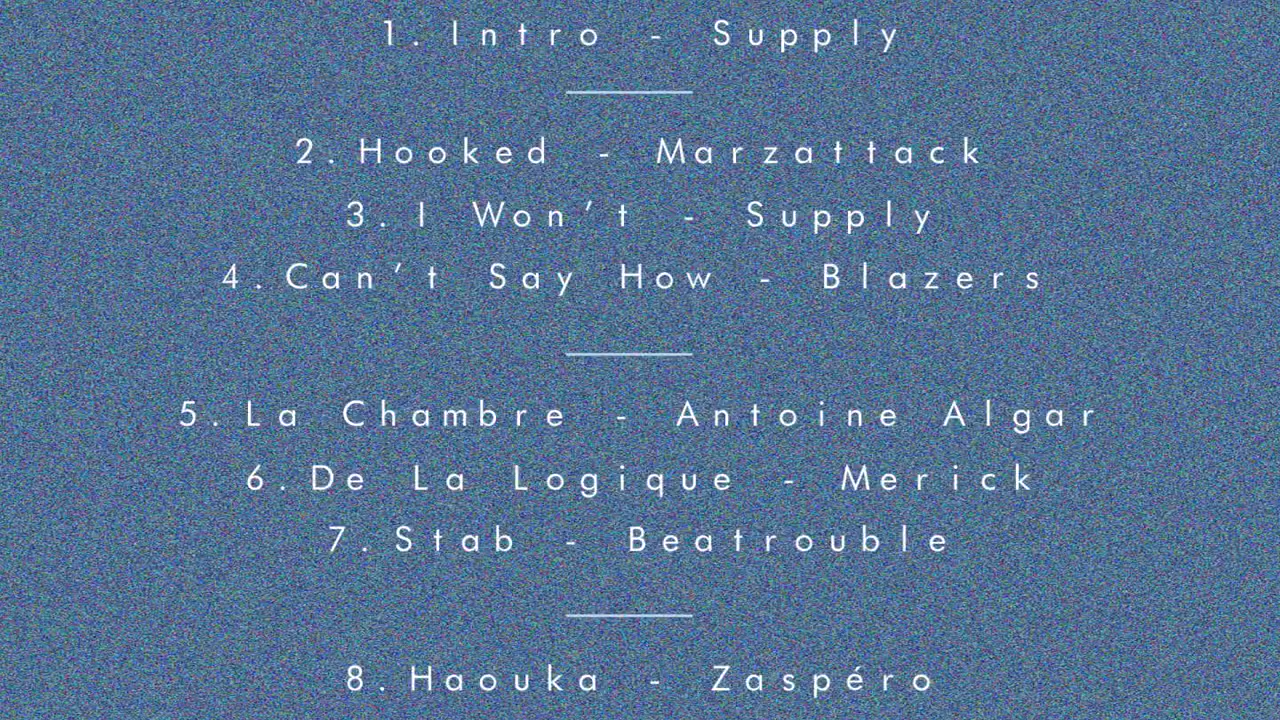 1. Intro - Supply
2. Hooked - Marzattack
3. I Won’t - Supply
4. Can’t Say How - Blazers
5. La Chambre - Antoine Algar
6. De La Logique - Merick
7. Stab - Beatrouble
8. Haouka - Zaspéro